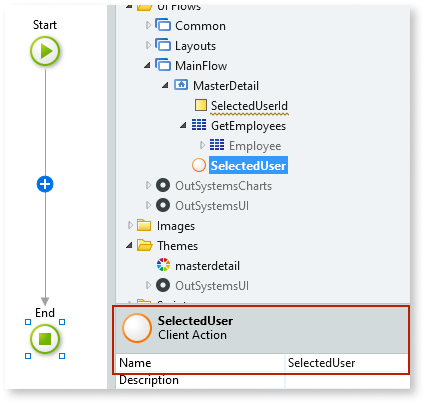 Start
End
UI Flows
Common
Layouts
MainFlow
MasterDetail
SelectedUserId
GetEmployees
Employee
SelectedUser
OutSystemsCharts
OutSystemsUI
Images
Themes
masterdetail
OutSystemsUI
SelectedUser
Client Action
Name SelectedUser
Description